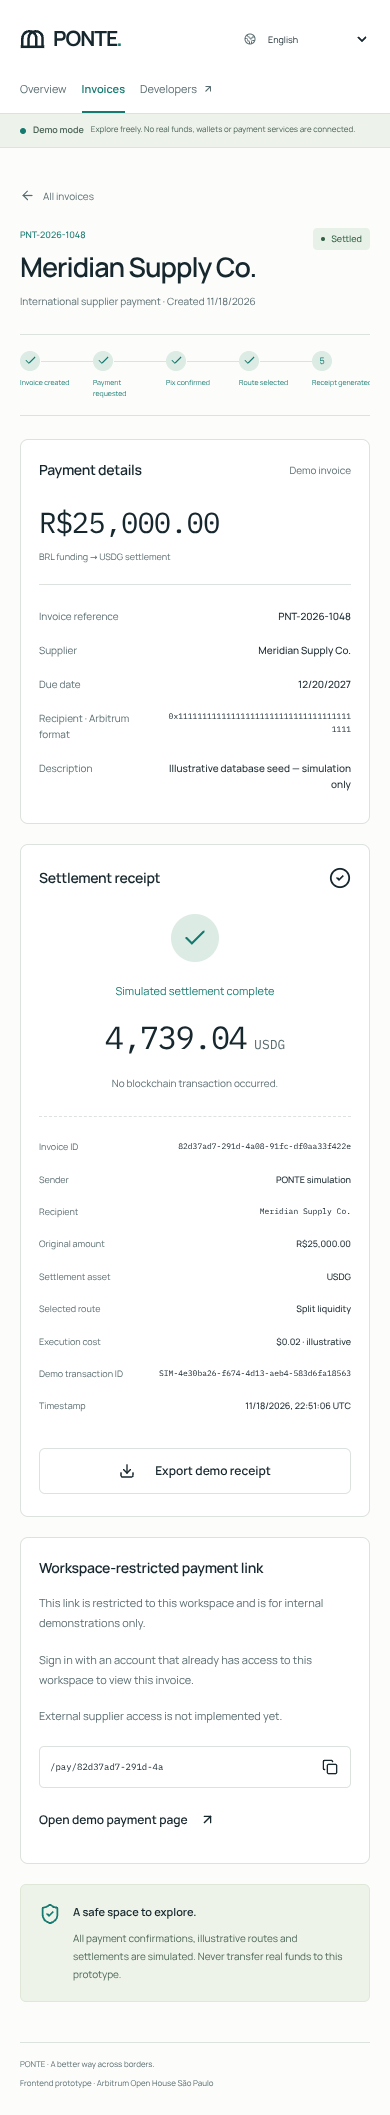 PONTE.
English
Overview Invoices Developers
Demo mode Explore freely. No real funds, wallets or payment services are connected.
All invoices
PNT-2026-1048
Settled
Meridian Supply Co.
International supplier payment · Created 11/18/2026
5
Invoice created Payment requested Pix confirmed Route selected Receipt generated
Payment details Demo invoice
R$25,000.00
BRL funding → USDG settlement
Invoice reference PNT-2026-1048
Supplier Meridian Supply Co.
Due date 12/20/2027
Recipient · Arbitrum format
0x1111111111111111111111111111111111
1111
Description Illustrative database seed — simulation
only
Settlement receipt
Simulated settlement complete
4,739.04 USDG
No blockchain transaction occurred.
Invoice ID 82d37ad7-291d-4a08-91fc-df0aa33f422e
Sender PONTE simulation
Recipient Meridian Supply Co.
Original amount R$25,000.00
Settlement asset USDG
Selected route Split liquidity
Execution cost $0.02 · illustrative
Demo transaction ID SIM-4e30ba26-f674-4d13-aeb4-583d6fa18563
Timestamp 11/18/2026, 22:51:06 UTC
Export demo receipt
Workspace-restricted payment link
This link is restricted to this workspace and is for internal
demonstrations only.
Sign in with an account that already has access to this
workspace to view this invoice.
External supplier access is not implemented yet.
/pay/82d37ad7-291d-4a
Open demo payment page
A safe space to explore.
All payment confirmations, illustrative routes and
settlements are simulated. Never transfer real funds to this
prototype.
PONTE · A better way across borders.
Frontend prototype · Arbitrum Open House São Paulo